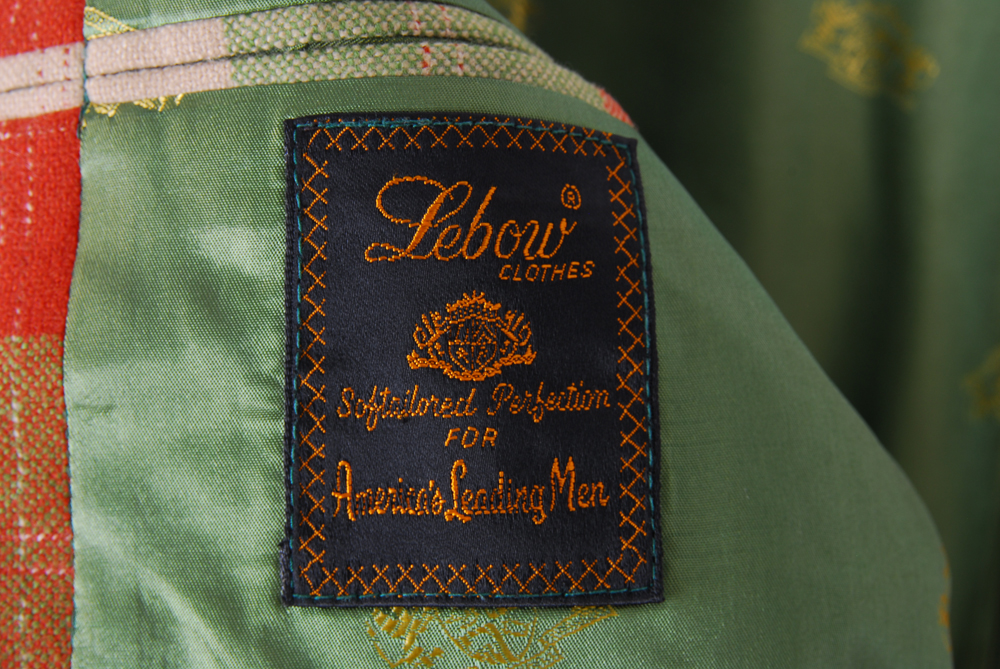 Lebow®
CLOTHES
Softailored Perfection
FOR
America's Leading Men